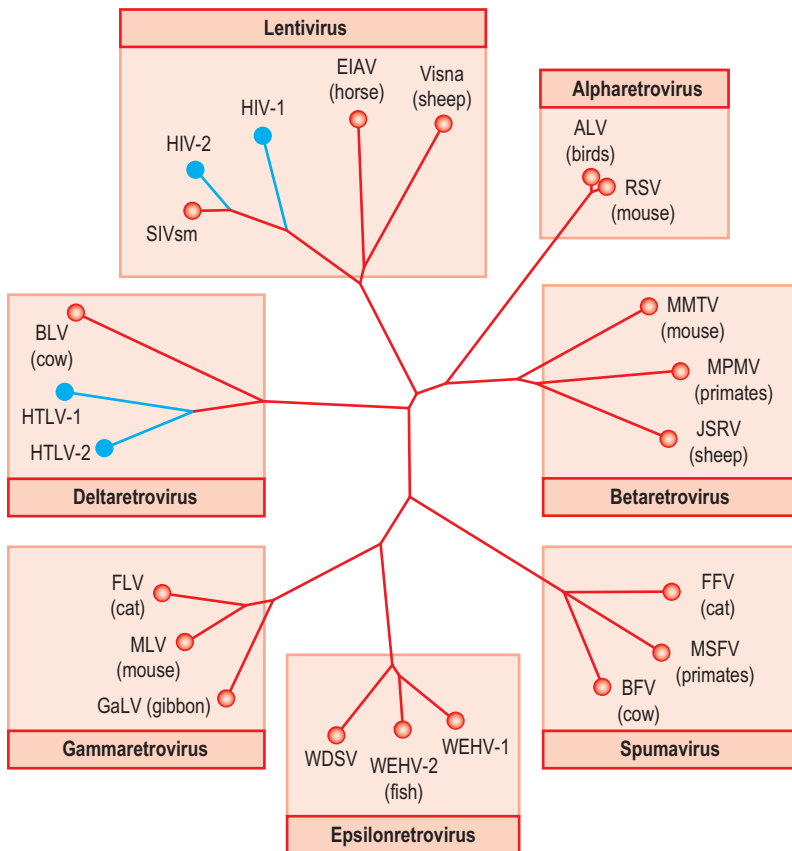 Lentivirus
EIAV
(horse)
Visna
(sheep)
HIV-1
HIV-2
SIVsm
Alpharetrovirus
ALV
(birds)
RSV
(mouse)
BLV
(cow)
HTLV-1
HTLV-2
Deltaretrovirus
MMTV
(mouse)
MPMV
(primates)
JSRV
(sheep)
Betaretrovirus
FLV
(cat)
MLV
(mouse)
GaLV (gibbon)
Gammaretrovirus
WDSV
WEHV-2
(fish)
WEHV-1
Epsilonretrovirus
FFV
(cat)
MSFV
(primates)
BFV
(cow)
Spumavirus